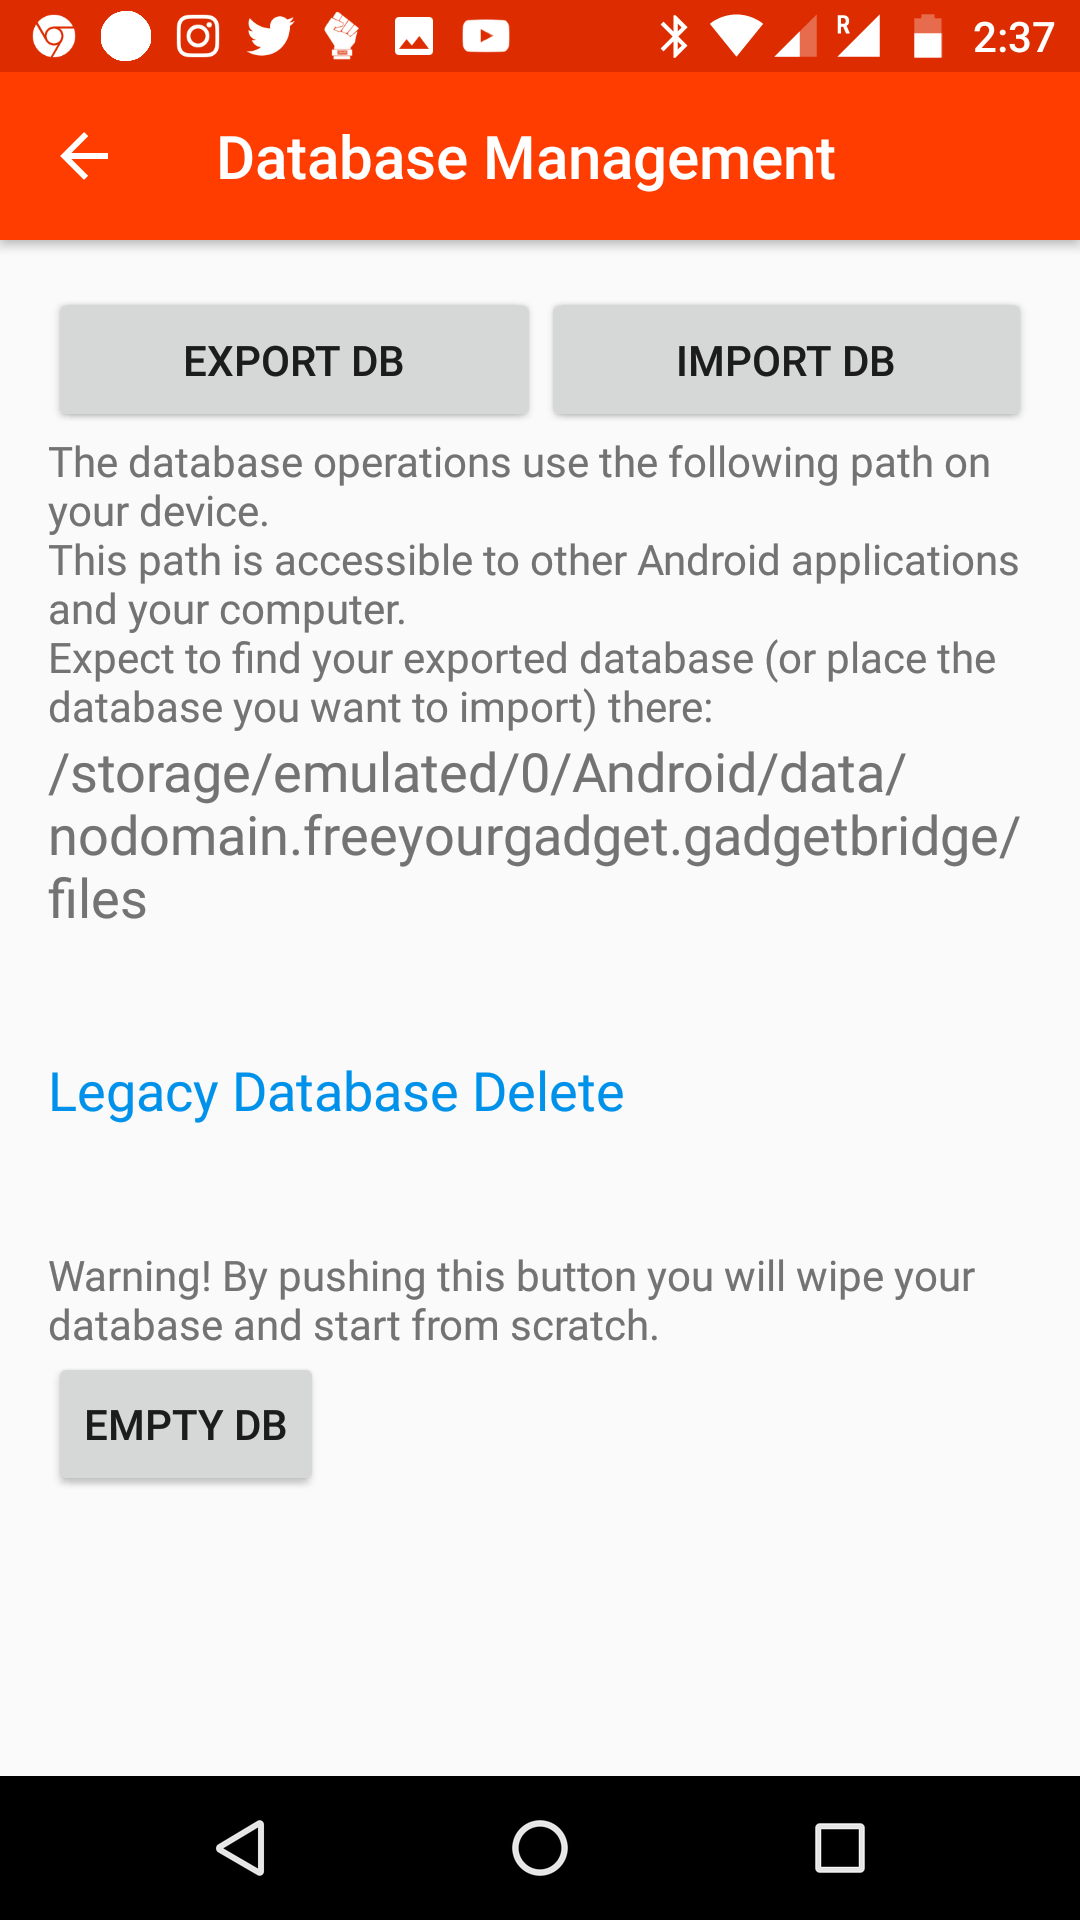 R
2:37
Database Management
EXPORT DB
IMPORT DB
The database operations use the following path on
your device.
This path is accessible to other Android applications
and your computer.
Expect to find your exported database (or place the
database you want to import) there:
/storage/emulated/0/Android/data/
nodomain.freeyourgadget.gadgetbridge/
files
Legacy Database Delete
Warning! By pushing this button you will wipe your
database and start from scratch.
EMPTY DB